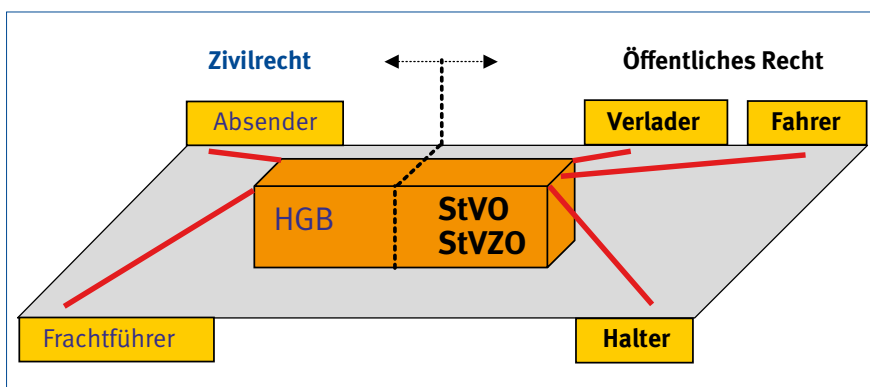 Zivilrecht
Öffentliches Recht
Absender
Verlader
Fahrer
HGB
StVO
StVZO
Frachtführer
Halter